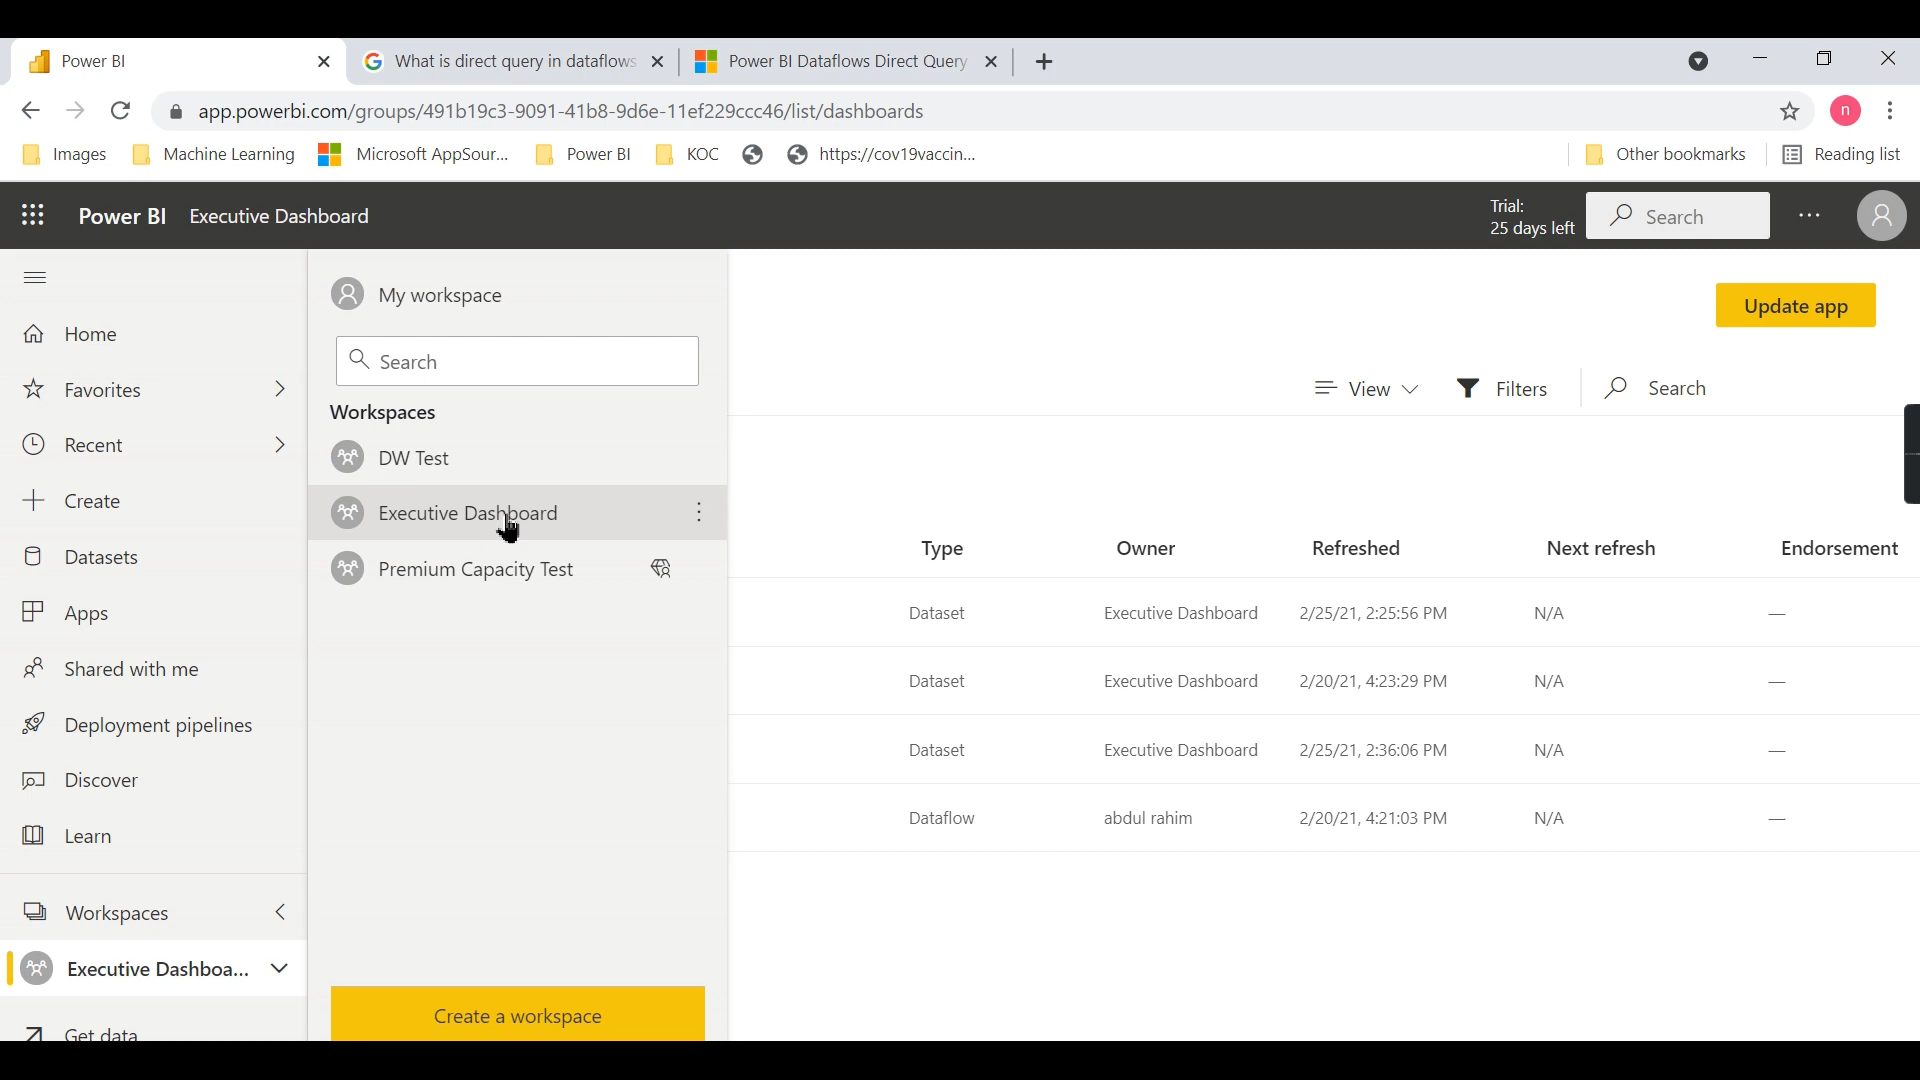 Power BI
What is direct query in dataflows
Power BI Dataflows Direct Query
app.powerbi.com/groups/491b19c3-9091-41b8-9d6e-11ef229ccc46/list/dashboards
n
Images
Machine Learning
Microsoft AppSour...
Power BI
KOC
https://cov19vaccin...
Other bookmarks
Reading list
Power BI Executive Dashboard
Trial:
25 days left
Search
Home
Favorites
Recent
Create
Datasets
Apps
Shared with me
Deployment pipelines
Discover
Learn
Workspaces
Executive Dashboa...
Get data
My workspace
Search
Workspaces
DW Test
Executive Dashboard
Premium Capacity Test
Create a workspace
Update app
View
Filters
Search
Type Owner Refreshed Next refresh Endorsement
Dataset Executive Dashboard 2/25/21, 2:25:56 PM N/A —
Dataset Executive Dashboard 2/20/21, 4:23:29 PM N/A —
Dataset Executive Dashboard 2/25/21, 2:36:06 PM N/A —
Dataflow abdul rahim 2/20/21, 4:21:03 PM N/A —